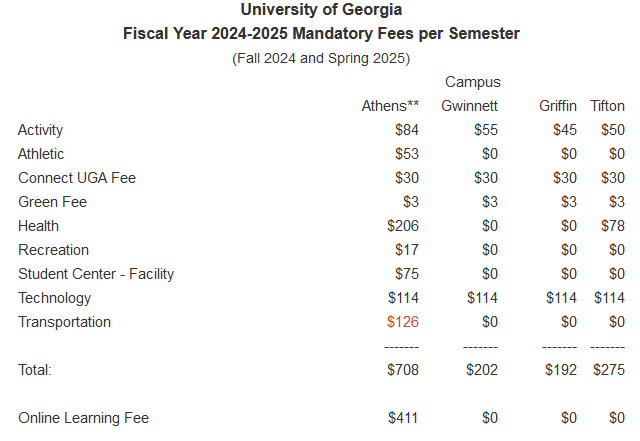 University of Georgia
Fiscal Year 2024-2025 Mandatory Fees per Semester
(Fall 2024 and Spring 2025)
Campus
Athens** Gwinnett Griffin Tifton
Activity $84 $55 $45 $50
Athletic $53 $0 $0 $0
Connect UGA Fee $30 $30 $30 $30
Green Fee $3 $3 $3 $3
Health $206 $0 $0 $78
Recreation $17 $0 $0 $0
Student Center - Facility $75 $0 $0 $0
Technology $114 $114 $114 $114
Transportation $126 $0 $0 $0
------- ------- ------- -------
Total: $708 $202 $192 $275
Online Learning Fee $411 $0 $0 $0